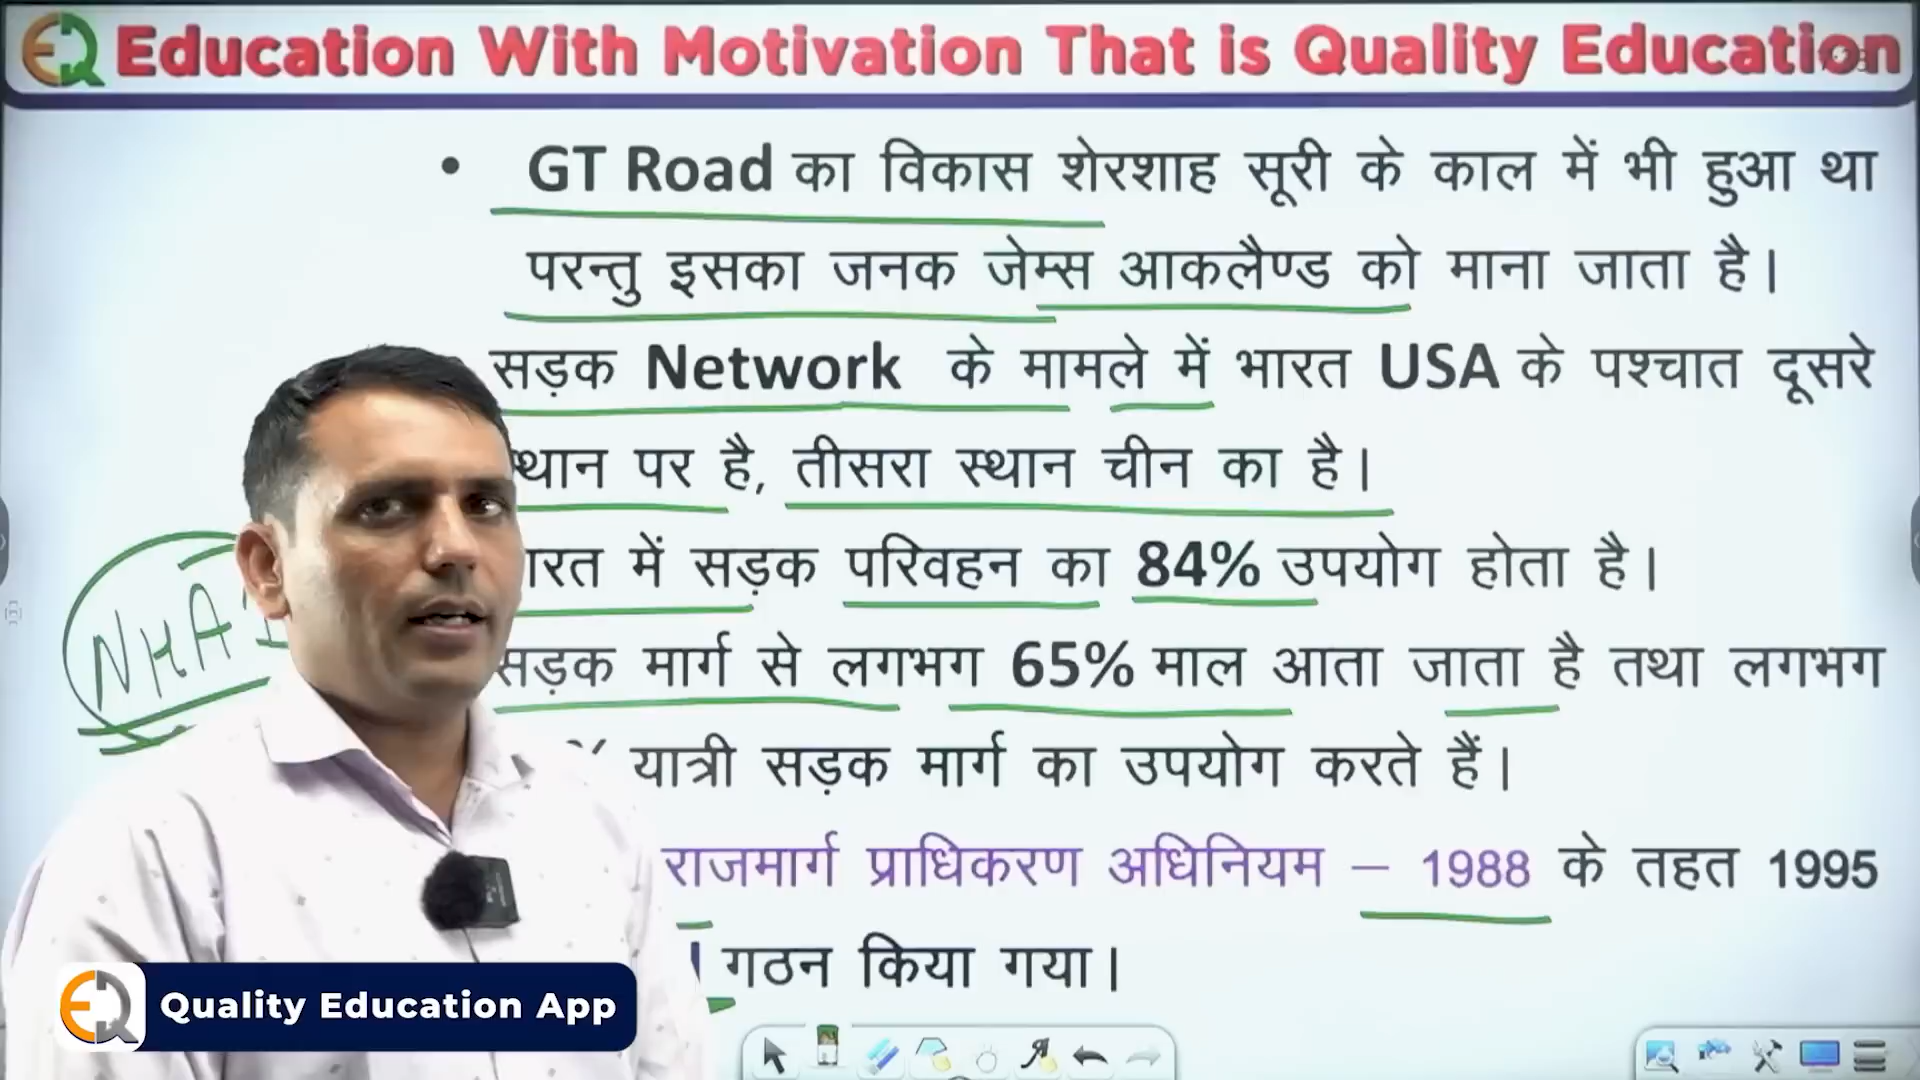 Education With Motivation That is Quality Education
• GT Road का विकास शेरशाह सूरी के काल में भी हुआ था
परन्तु इसका जनक जेम्स आकलैण्ड को माना जाता है।
सड़क Network के मामले में भारत USA के पश्चात दूसरे
थान पर है, तीसरा स्थान चीन का है।
ारत में सड़क परिवहन का 84% उपयोग होता है।
सड़क मार्ग से लगभग 65% माल आता जाता है तथा लगभग
यात्री सड़क मार्ग का उपयोग करते हैं।
राजमार्ग प्राधिकरण अधिनियम – 1988 के तहत 1995
गठन किया गया।
NHAI
Quality Education App